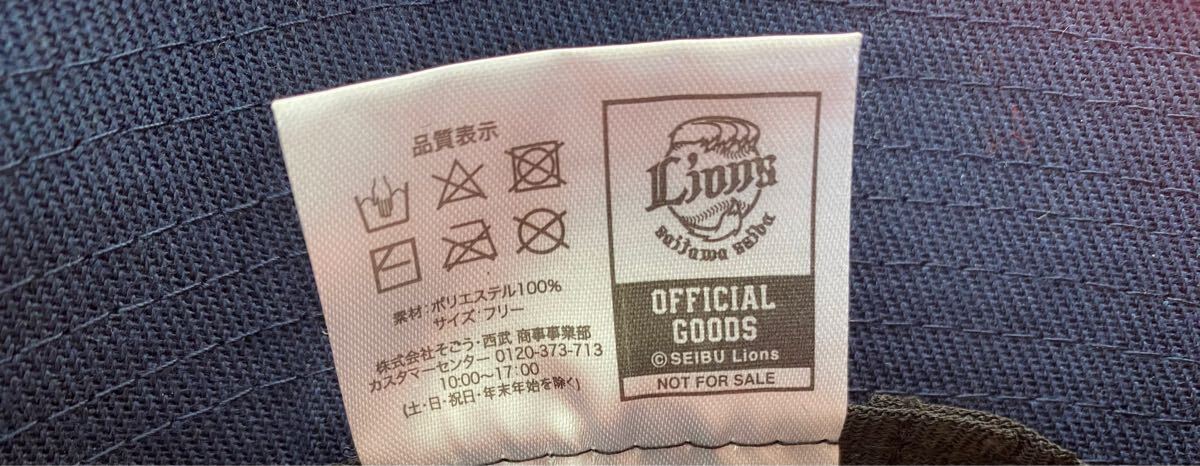 品質表示
素材：ポリエステル100%
サイズ：フリー
株式会社そごう・西武 商事事業部
カスタマーセンター 0120-373-713
10:00〜17:00
(土・日・祝日・年末年始を除く)
Lions
saitama seibu
OFFICIAL
GOODS
©SEIBU Lions
NOT FOR SALE